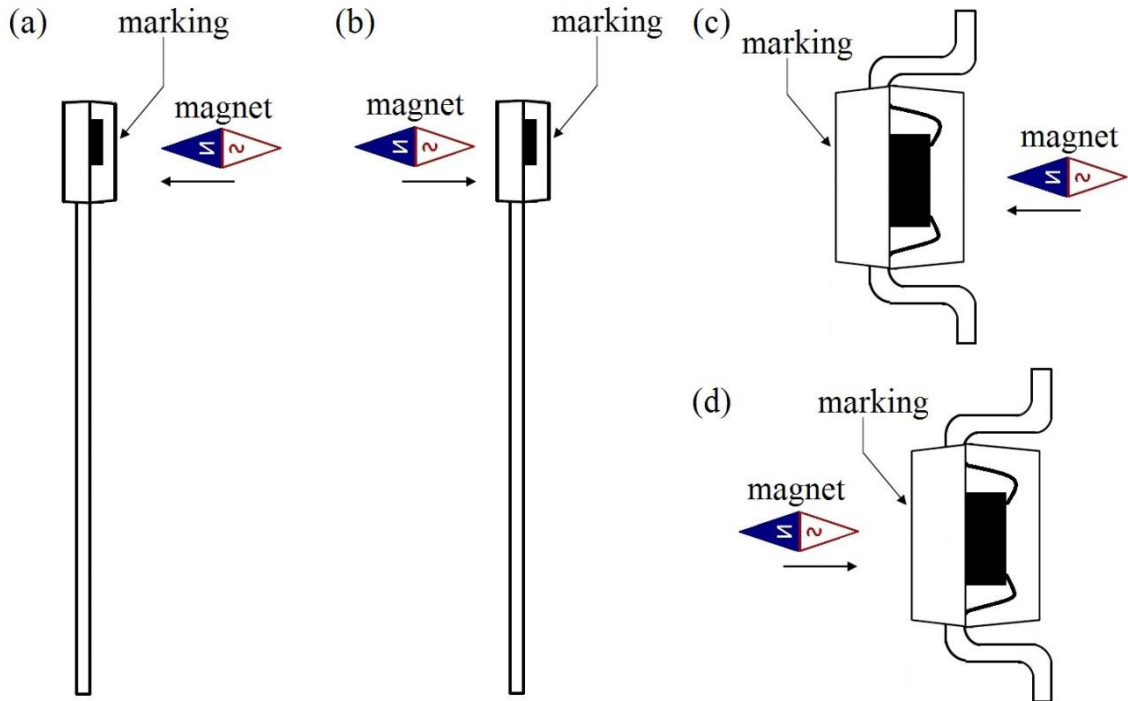 (a)
marking
magnet
N S
(b)
marking
magnet
N S
(c)
marking
magnet
N S
(d)
marking
magnet
N S